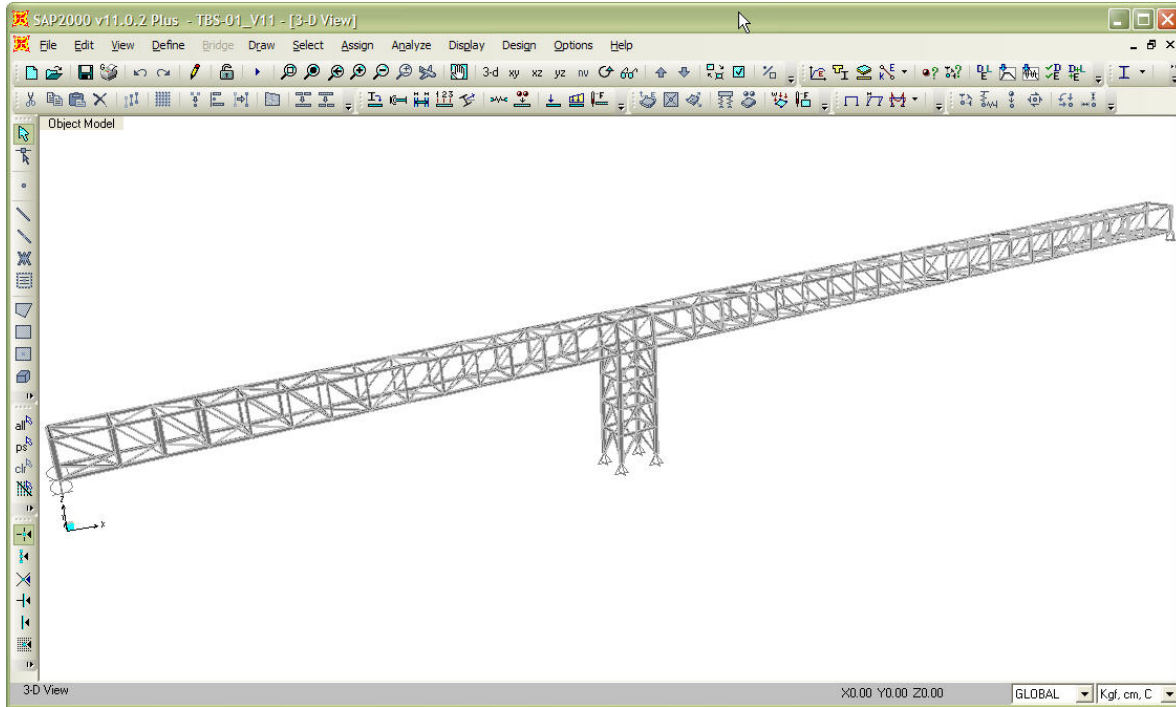 SAP2000 v11.0.2 Plus - TBS-01_V11 - [3-D View]
File Edit View Define Bridge Draw Select Assign Analyze Display Design Options Help
3-d xy xz yz nv
Object Model
all
ps
clr
Z
Y
X
3-D View X0.00 Y0.00 Z0.00 GLOBAL Kgf, cm, C